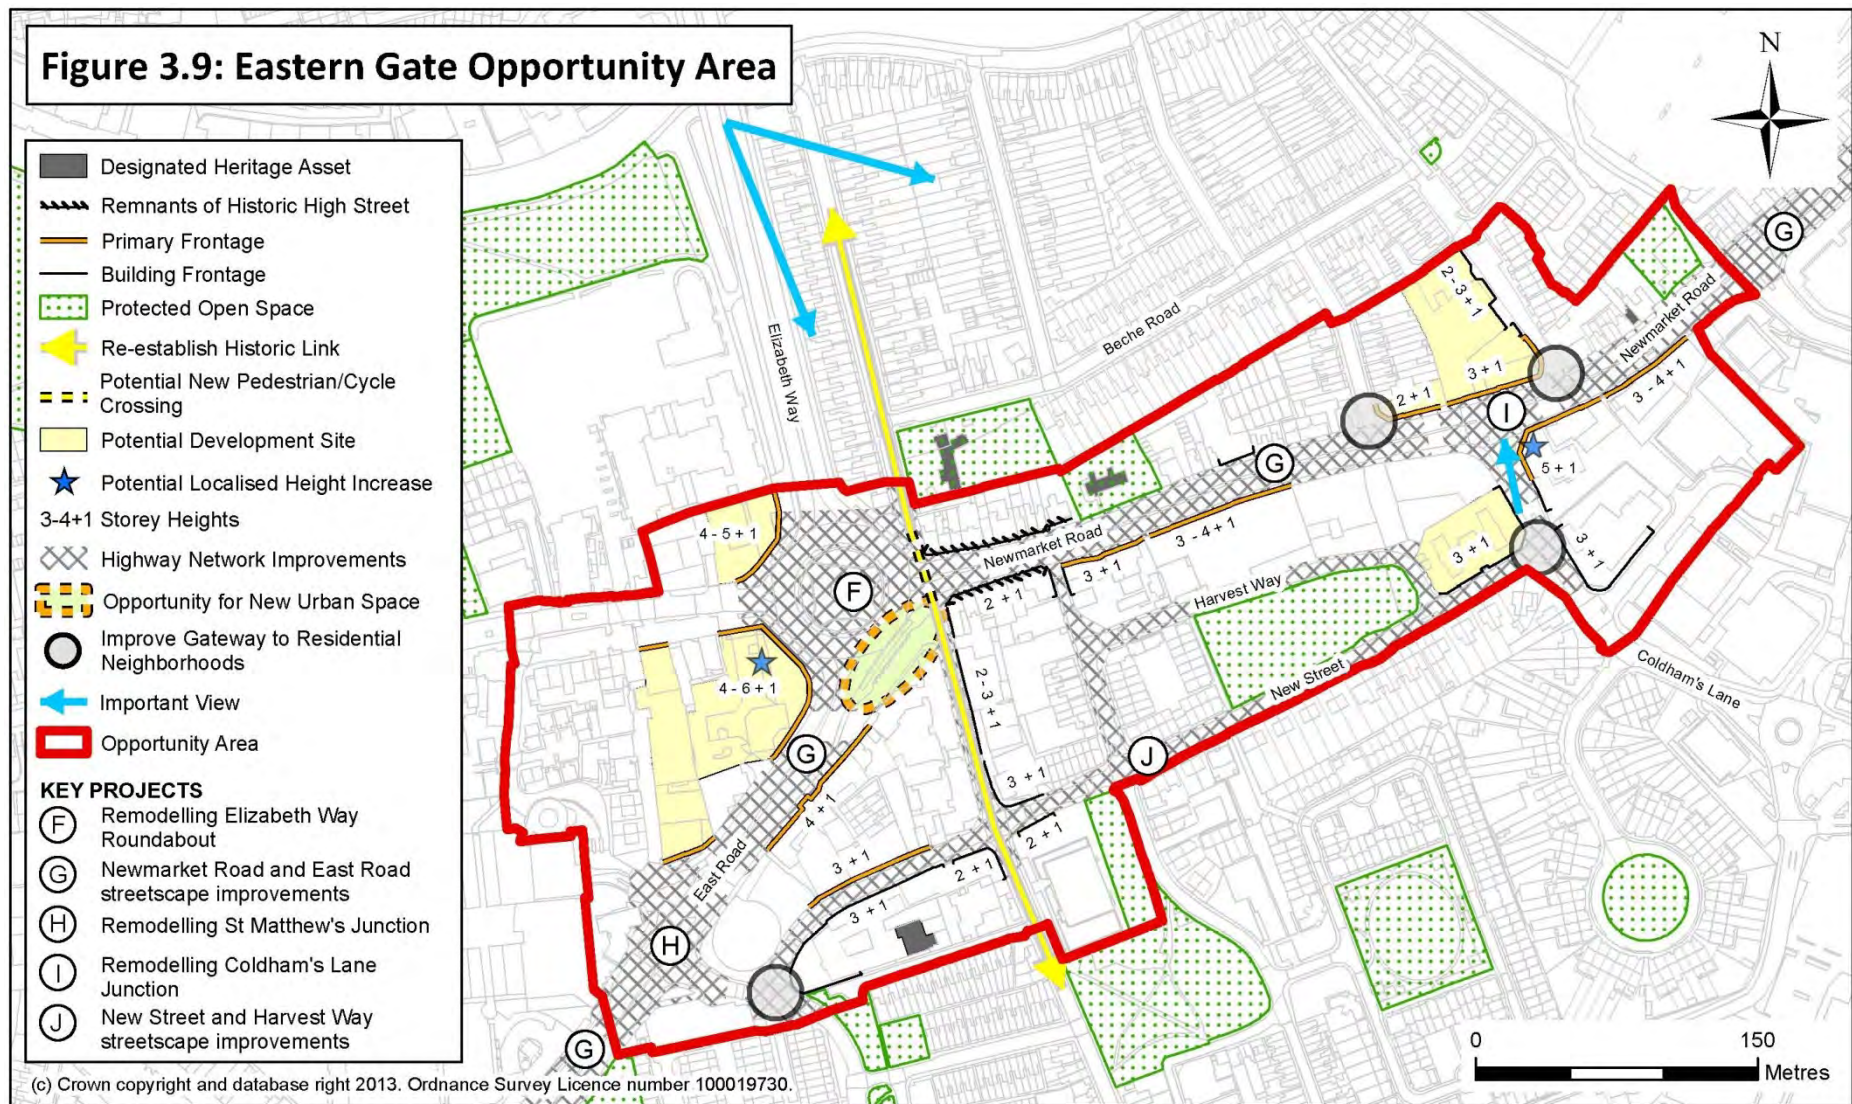 Figure 3.9: Eastern Gate Opportunity Area
N
Designated Heritage Asset
Remnants of Historic High Street
Primary Frontage
Building Frontage
Protected Open Space
Re-establish Historic Link
Potential New Pedestrian/Cycle
Crossing
Potential Development Site
Potential Localised Height Increase
3-4+1 Storey Heights
Highway Network Improvements
Opportunity for New Urban Space
Improve Gateway to Residential
Neighborhoods
Important View
Opportunity Area
KEY PROJECTS
F Remodelling Elizabeth Way
Roundabout
G Newmarket Road and East Road
streetscape improvements
H Remodelling St Matthew's Junction
I Remodelling Coldham's Lane
Junction
J New Street and Harvest Way
streetscape improvements
(c) Crown copyright and database right 2013. Ordnance Survey Licence number 100019730.
G
Newmarket Road
2 - 3 + 1
Beche Road
Elizabeth Way
3 + 1
3 - 4 + 1
2 + 1
I
5 + 1
G
4 - 5 + 1
3 - 4 + 1
Newmarket Road
3 + 1
3 + 1
3 + 1
F
2 + 1
Harvest Way
4 - 6 + 1
2 - 3 + 1
New Street
Coldham's Lane
G
J
4 + 1
3 + 1
East Road
3 + 1
2 + 1
2 + 1
3 + 1
H
G
0 150
Metres